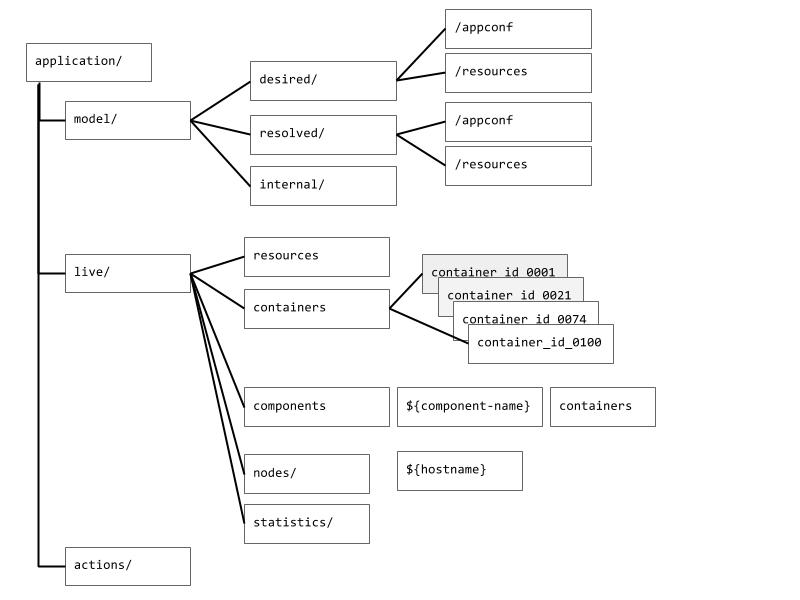 application/
model/
desired/
/appconf
/resources
resolved/
/appconf
/resources
internal/
live/
resources
containers
container_id_0001
container_id_0021
container_id_0074
container_id_0100
components
${component-name}
containers
nodes/
${hostname}
statistics/
actions/